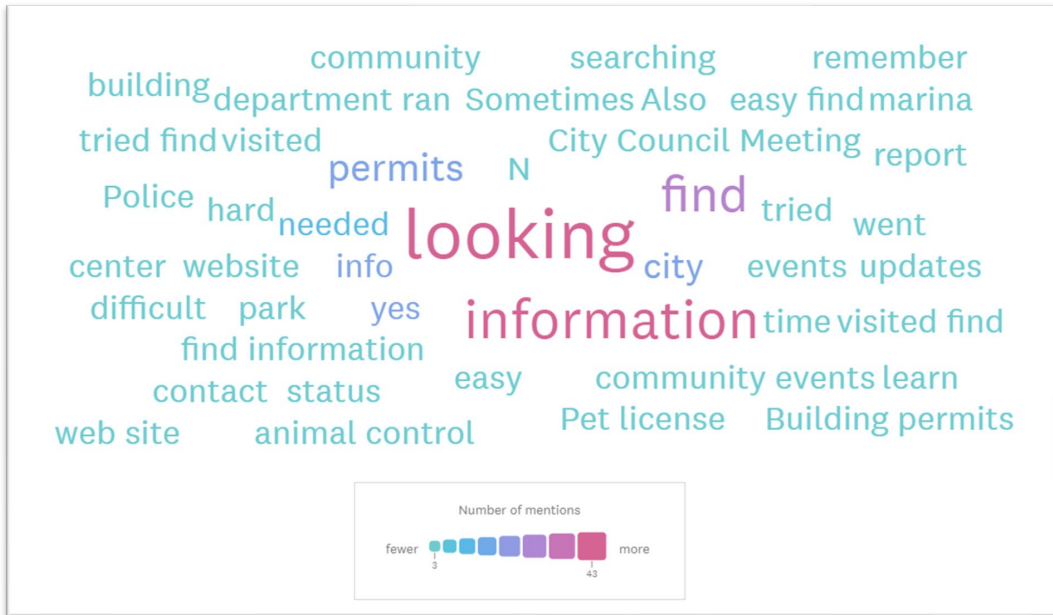 community searching remember
building department ran Sometimes Also easy find marina
tried find visited City Council Meeting report
permits N find
Police hard needed looking tried went
center website info city events updates
difficult park yes information time visited find
find information
contact status easy community events learn
web site animal control Pet license Building permits
Number of mentions
fewer more
3 43